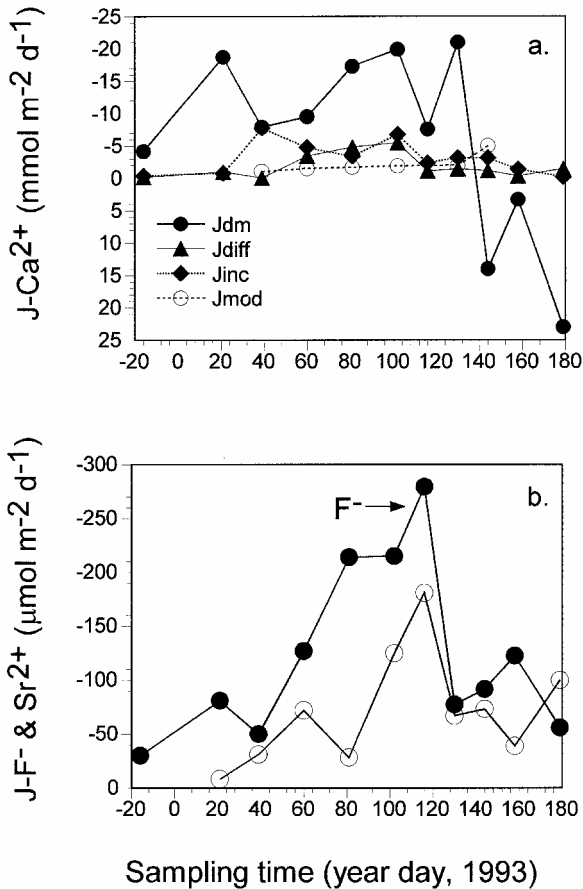 J-Ca2+ (mmol m-2 d-1)
-25
-20
-15
-10
-5
0
5
10
15
20
25
a.
Jdm
Jdiff
Jinc
Jmod
-20 0 20 40 60 80 100 120 140 160 180
J-F- & Sr2+ (μmol m-2 d-1)
-300
-250
-200
-150
-100
-50
0
F-
b.
-20 0 20 40 60 80 100 120 140 160 180
Sampling time (year day, 1993)